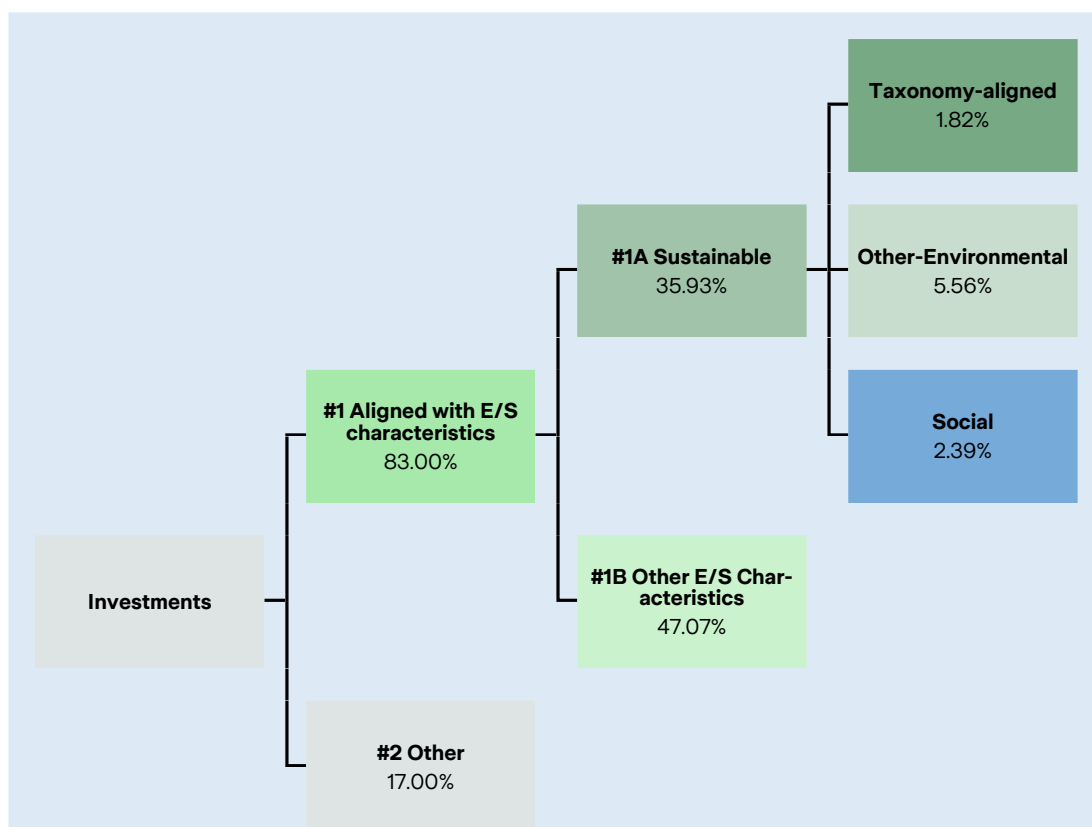 Taxonomy-aligned
1.82%
#1A Sustainable
35.93%
Other-Environmental
5.56%
#1 Aligned with E/S
characteristics
83.00%
Social
2.39%
Investments
#1B Other E/S Char-
acteristics
47.07%
#2 Other
17.00%